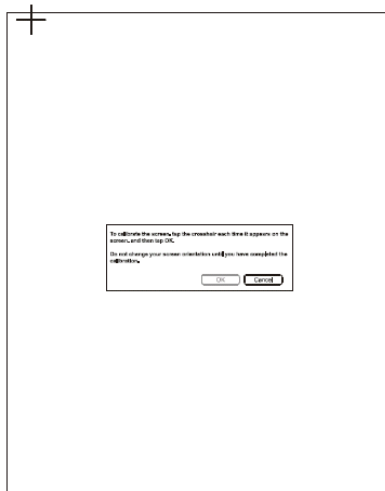 To calibrate the screen, tap the crosshair each time it appears on the
screen, and then tap OK.
Do not change your screen orientation until you have completed the
calibration.
OK Cancel